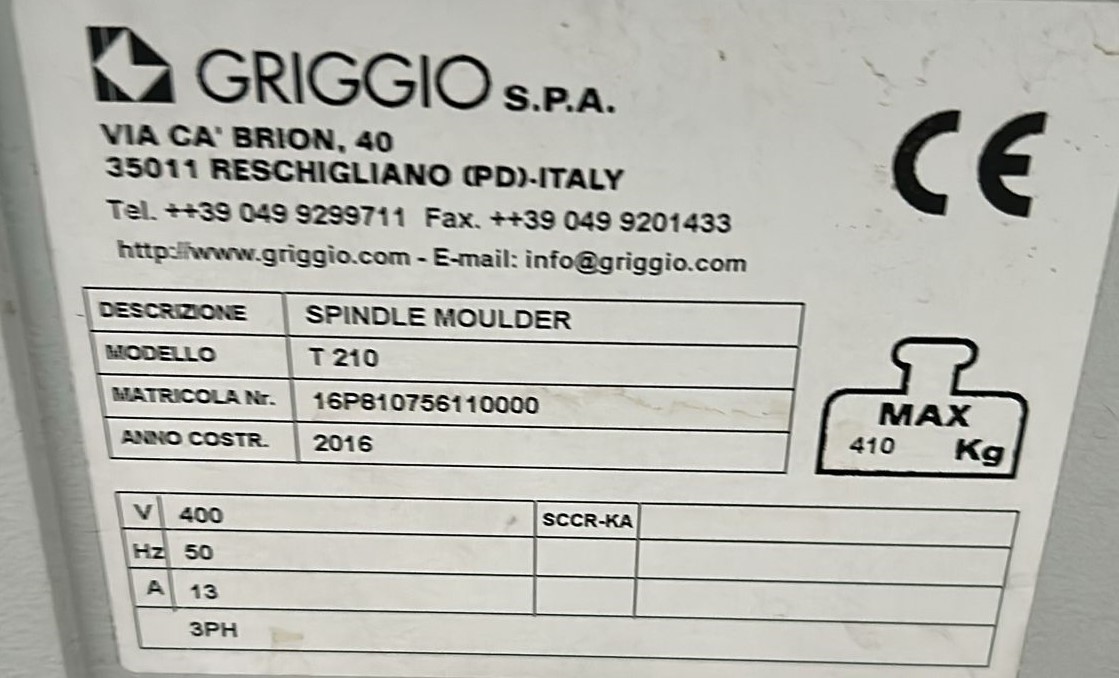 GRIGGIO S.P.A.
VIA CA' BRION, 40
35011 RESCHIGLIANO (PD)-ITALY
Tel. ++39 049 9299711 Fax. ++39 049 9201433
http://www.griggio.com - E-mail: info@griggio.com
CE
DESCRIZIONE SPINDLE MOULDER
MODELLO T 210
MATRICOLA Nr. 16P810756110000
ANNO COSTR. 2016
MAX
410 Kg
V 400 SCCR-KA
Hz 50
A 13
3PH